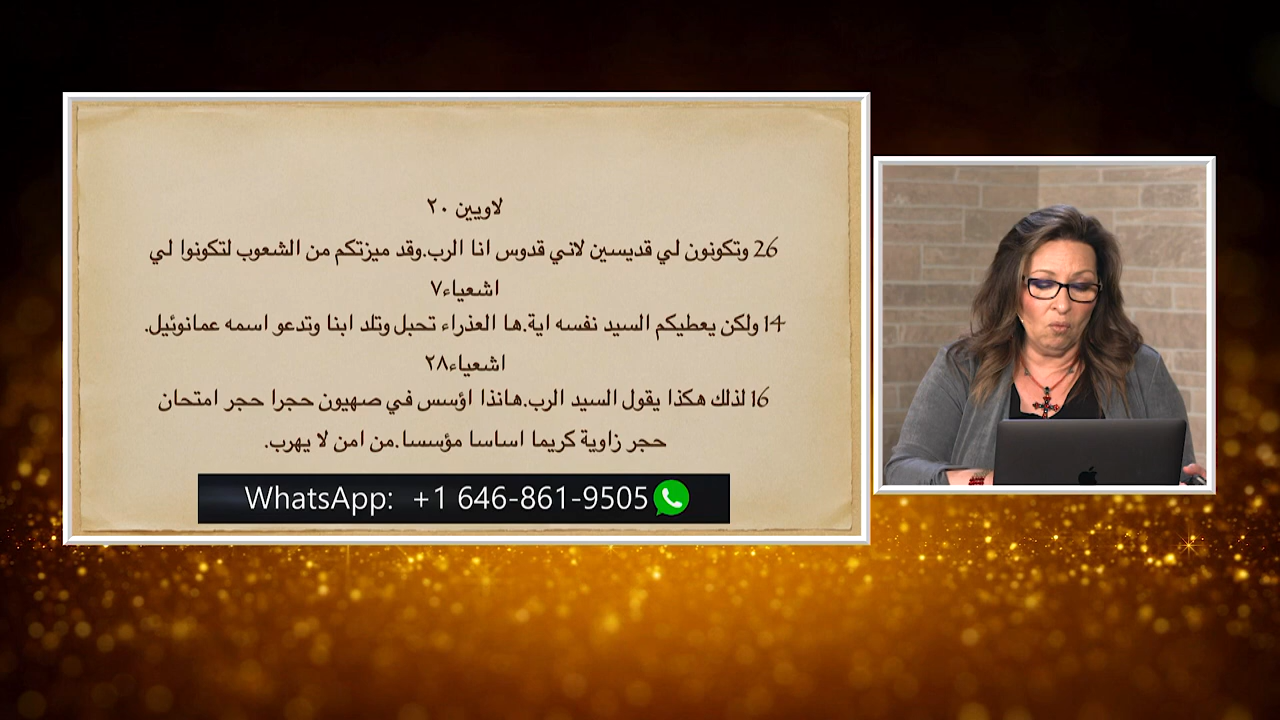 لاويين ٢٠
26 وتكونون لي قديسين لاني قدوس انا الرب.وقد ميزتكم من الشعوب لتكونوا لي
اشعياء٧
14 ولكن يعطيكم السيد نفسه اية.ها العذراء تحبل وتلد ابنا وتدعو اسمه عمانوئيل.
اشعياء٢٨
16 لذلك هكذا يقول السيد الرب.هانذا اؤسس في صهيون حجرا حجر امتحان
حجر زاوية كريما اساسا مؤسسا.من امن لا يهرب.
WhatsApp: +1 646-861-9505